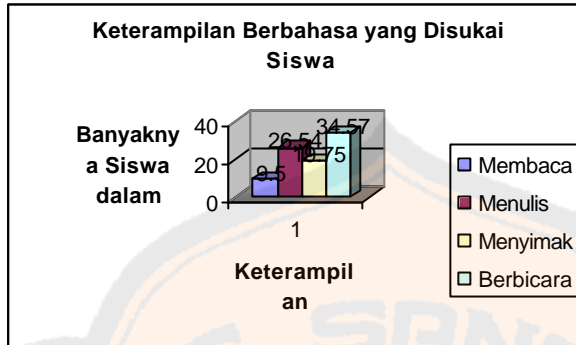 Keterampilan Berbahasa yang Disukai
Siswa
Banyakny
a Siswa
dalam
40
20
0
9.5
26.54
19.75
34.57
1
Keterampil
an
Membaca
Menulis
Menyimak
Berbicara